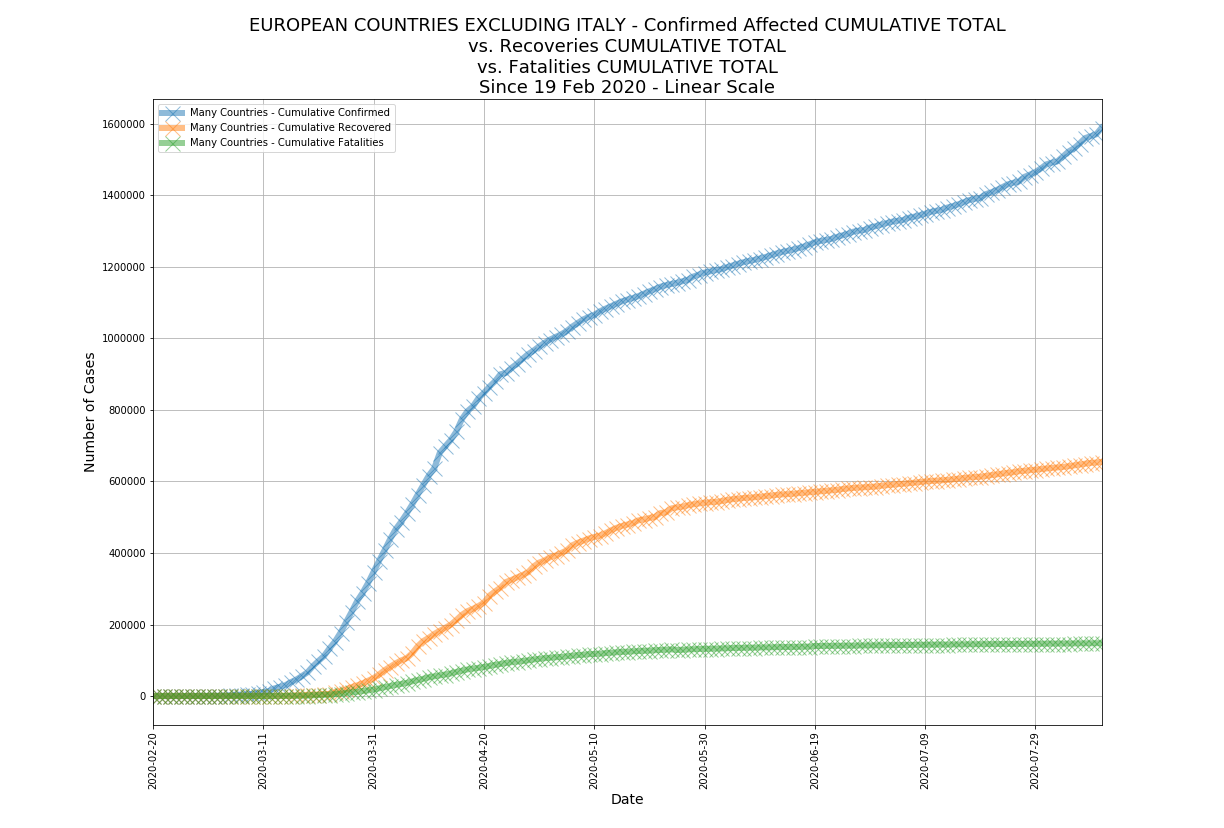 EUROPEAN COUNTRIES EXCLUDING ITALY - Confirmed Affected CUMULATIVE TOTAL
vs. Recoveries CUMULATIVE TOTAL
vs. Fatalities CUMULATIVE TOTAL
Since 19 Feb 2020 - Linear Scale
Many Countries - Cumulative Confirmed
Many Countries - Cumulative Recovered
Many Countries - Cumulative Fatalities
Number of Cases
1600000
1400000
1200000
1000000
800000
600000
400000
200000
0
2020-02-20
2020-03-11
2020-03-31
2020-04-20
2020-05-10
2020-05-30
2020-06-19
2020-07-09
2020-07-29
Date